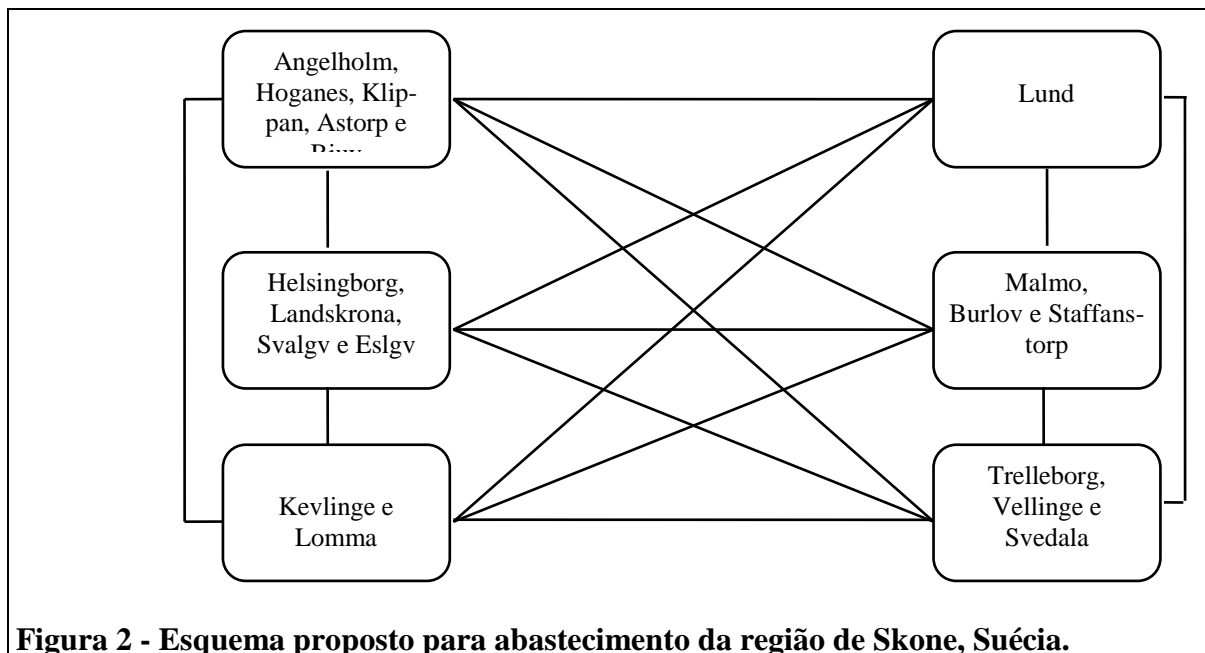 Angelholm,
Hoganes, Klip-
pan, Astorp e
Lund
Helsingborg,
Landskrona,
Svalgv e Eslgv
Malmo,
Burlov e Staffans-
torp
Kevlinge e
Lomma
Trelleborg,
Vellinge e
Svedala
Figura 2 - Esquema proposto para abastecimento da região de Skone, Suécia.